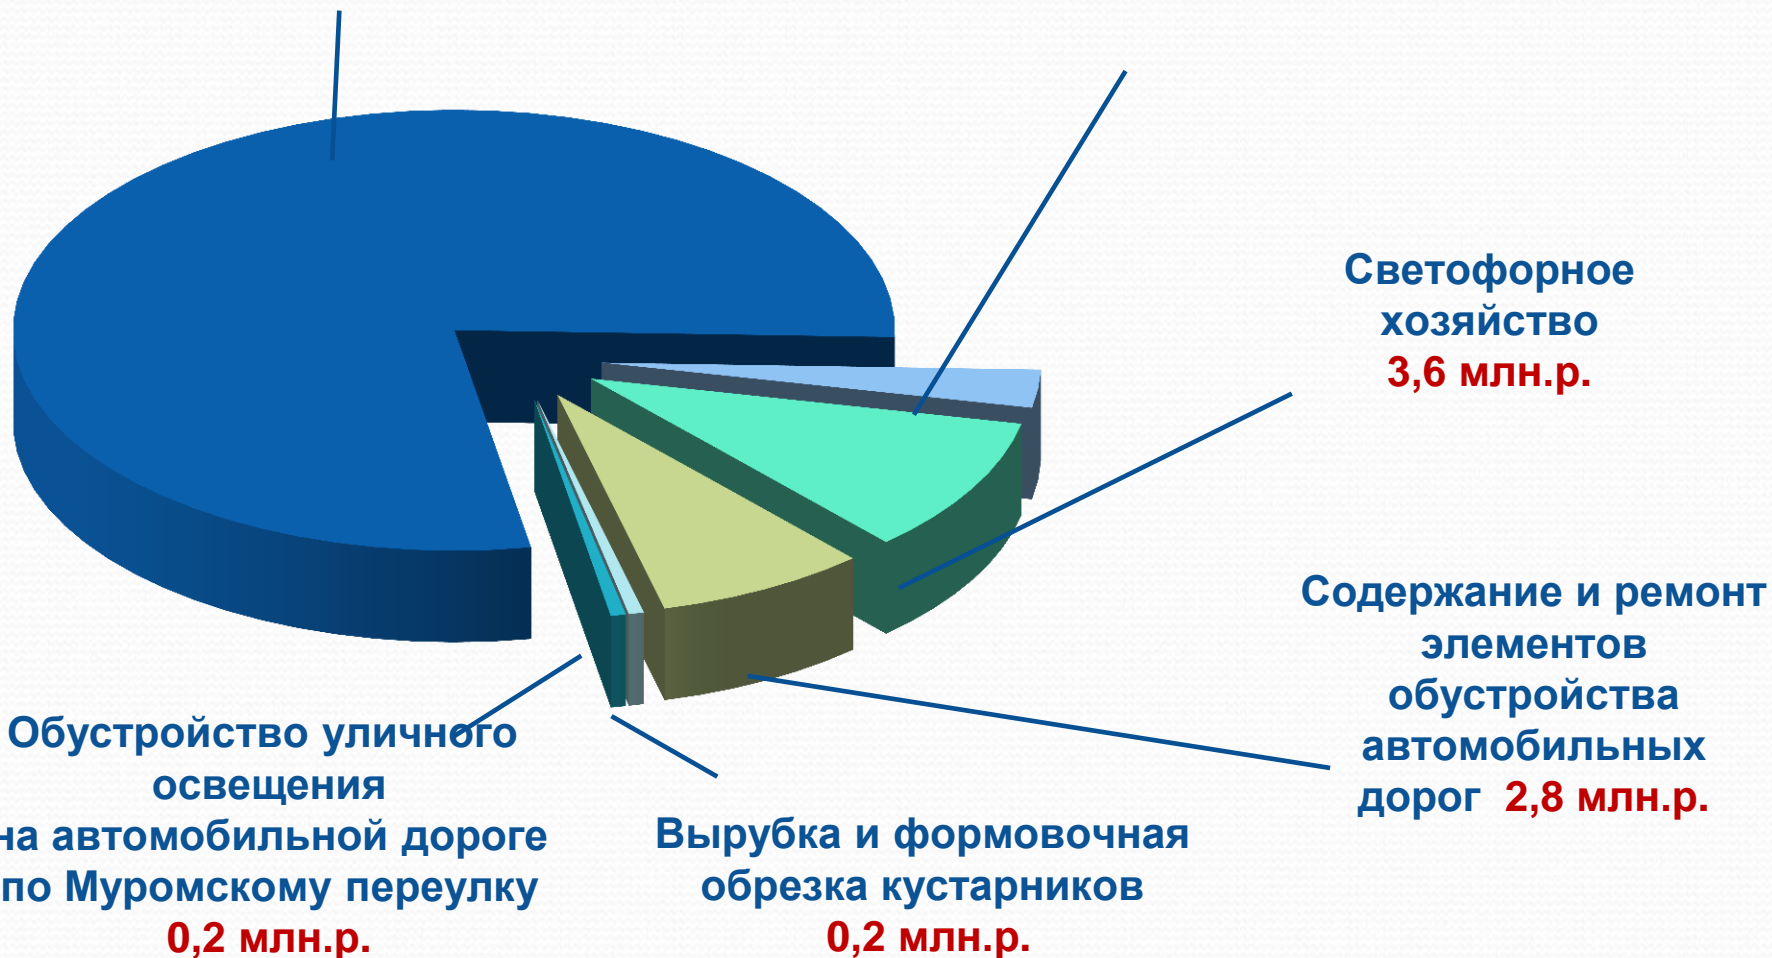 Светофорное
хозяйство
3,6 млн.р.
Содержание и ремонт
элементов
обустройства
автомобильных
дорог 2,8 млн.р.
Обустройство уличного
освещения
на автомобильной дороге
по Муромскому переулку
0,2 млн.р.
Вырубка и формовочная
обрезка кустарников
0,2 млн.р.